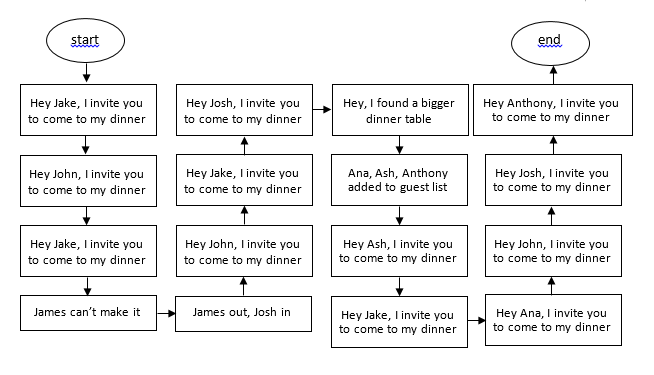 start
Hey Jake, I invite you
to come to my dinner
Hey John, I invite you
to come to my dinner
Hey Jake, I invite you
to come to my dinner
James can't make it
James out, Josh in
Hey John, I invite you
to come to my dinner
Hey Jake, I invite you
to come to my dinner
Hey Josh, I invite you
to come to my dinner
Hey, I found a bigger
dinner table
Ana, Ash, Anthony
added to guest list
Hey Ash, I invite you
to come to my dinner
Hey Jake, I invite you
to come to my dinner
Hey Ana, I invite you
to come to my dinner
Hey John, I invite you
to come to my dinner
Hey Josh, I invite you
to come to my dinner
Hey Anthony, I invite you
to come to my dinner
end